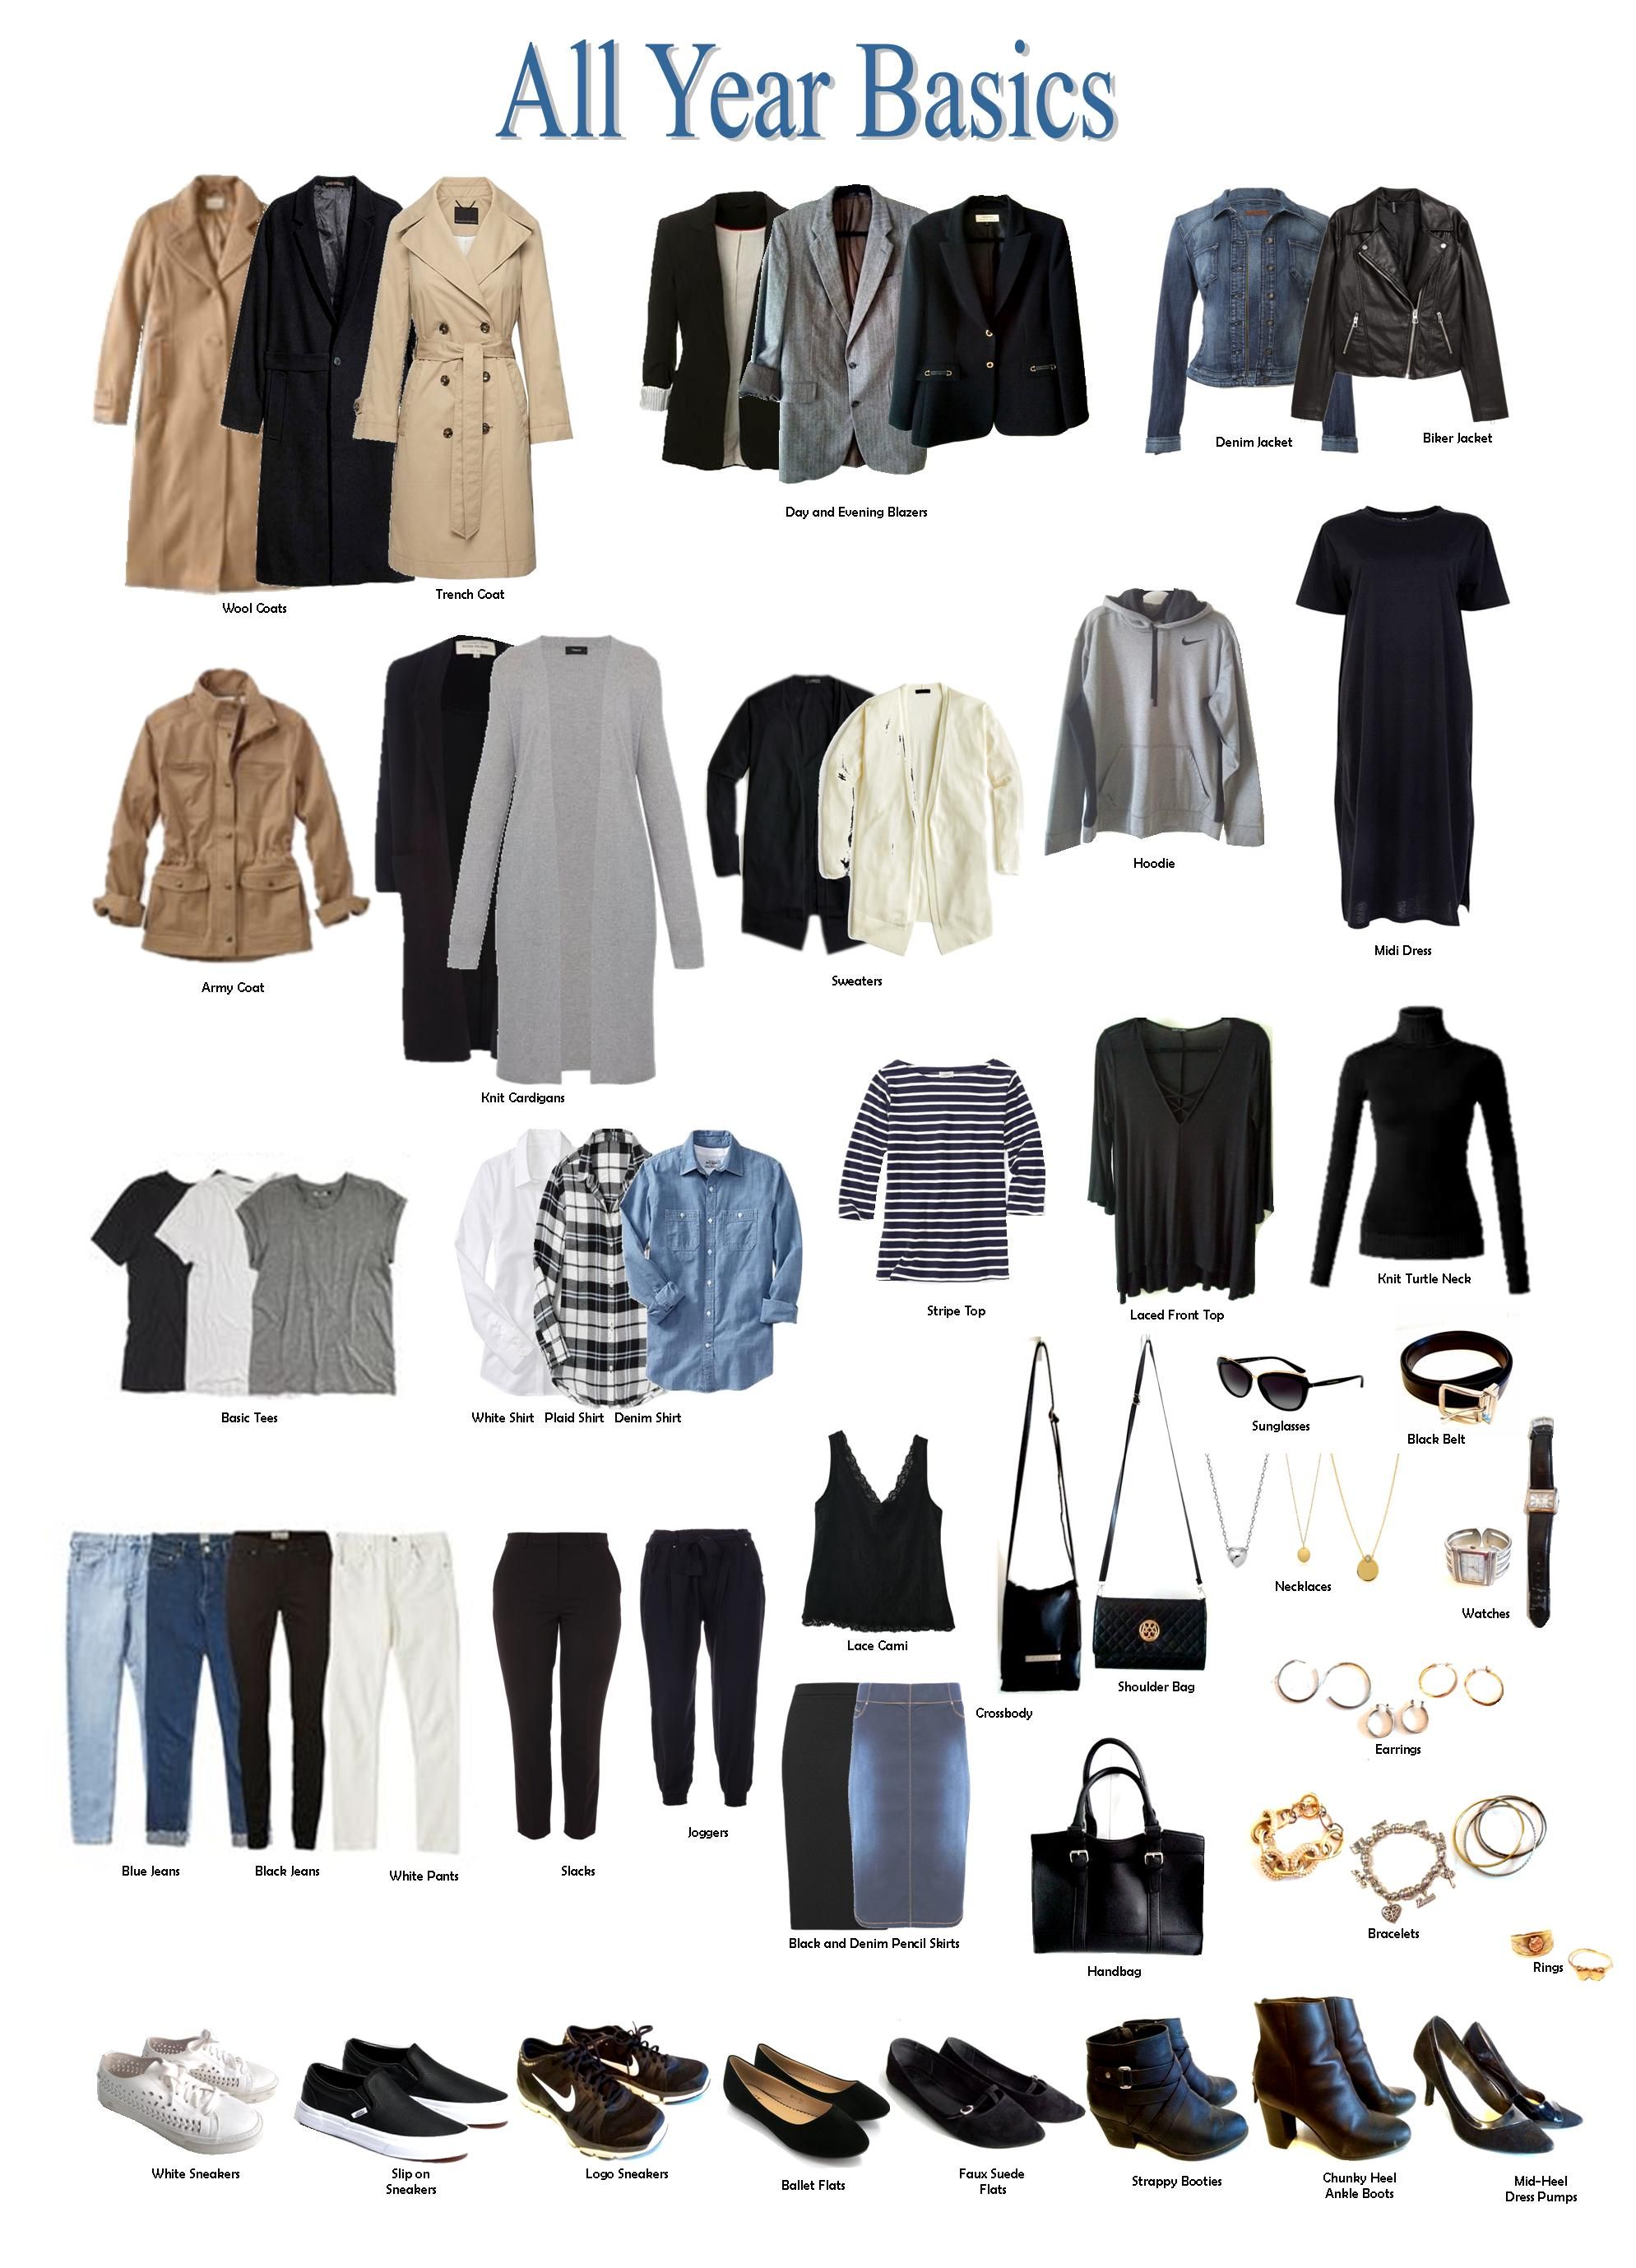 All Year Basics
Wool Coats
Trench Coat
Day and Evening Blazers
Denim Jacket
Biker Jacket
Army Coat
Knit Cardigans
Sweaters
Hoodie
Midi Dress
Basic Tees
White Shirt
Plaid Shirt
Denim Shirt
Stripe Top
Laced Front Top
Knit Turtle Neck
Sunglasses
Black Belt
Necklaces
Watches
Lace Cami
Crossbody
Shoulder Bag
Earrings
Blue Jeans
Black Jeans
White Pants
Slacks
Joggers
Black and Denim Pencil Skirts
Handbag
Bracelets
Rings
White Sneakers
Slip on
Sneakers
Logo Sneakers
Ballet Flats
Faux Suede
Flats
Strappy Booties
Chunky Heel
Ankle Boots
Mid-Heel
Dress Pumps